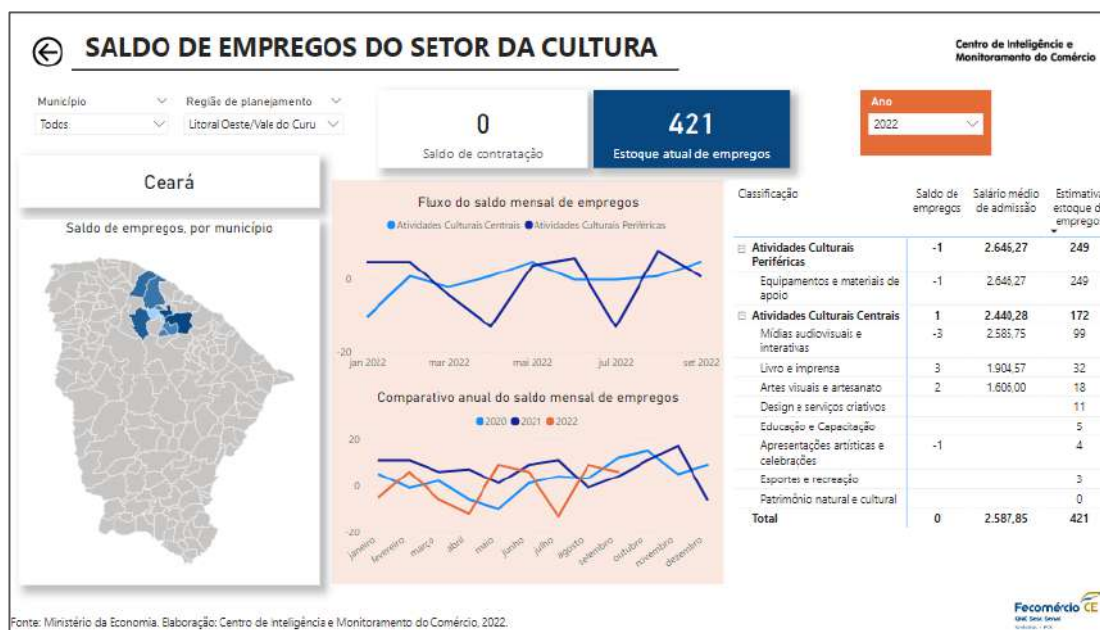 SALDO DE EMPREGOS DO SETOR DA CULTURA
Centro de Inteligência e
Monitoramento do Comércio
Município
Todos
Região de planejamento
Litoral Oeste/Vale do Curu
0
Saldo de contratação
421
Estoque atual de empregos
Ano
2022
Ceará
Saldo de empregos, por município
Fluxo do saldo mensal de empregos
Atividades Culturais Centrais Atividades Culturais Periféricas
0
-20
jan 2022 mar 2022 mai 2022 jul 2022 set 2022
Comparativo anual do saldo mensal de empregos
2020 2021 2022
20
0
-20
janeiro fevereiro março abril maio junho julho agosto setembro outubro novembro dezembro
Classificação Saldo de Salário médio Estimativa
empregos de admissão estoque d
emprego
Atividades Culturais -1 2.646,27 249
Periféricas
Equipamentos e materiais de -1 2.646,27 249
apoio
Atividades Culturais Centrais 1 2.440,28 172
Mídias audiovisuais e -3 2.585,75 99
interativas
Livro e imprensa 3 1.904,57 32
Artes visuais e artesanato 2 1.606,00 18
Design e serviços criativos 11
Educação e Capacitação 5
Apresentações artísticas e -1 4
celebrações
Esportes e recreação 3
Patrimônio natural e cultural 0
Total 0 2.587,85 421
Fonte: Ministério da Economia. Elaboração: Centro de Inteligência e Monitoramento do Comércio, 2022.
Fecomércio CE
Sesc Senac